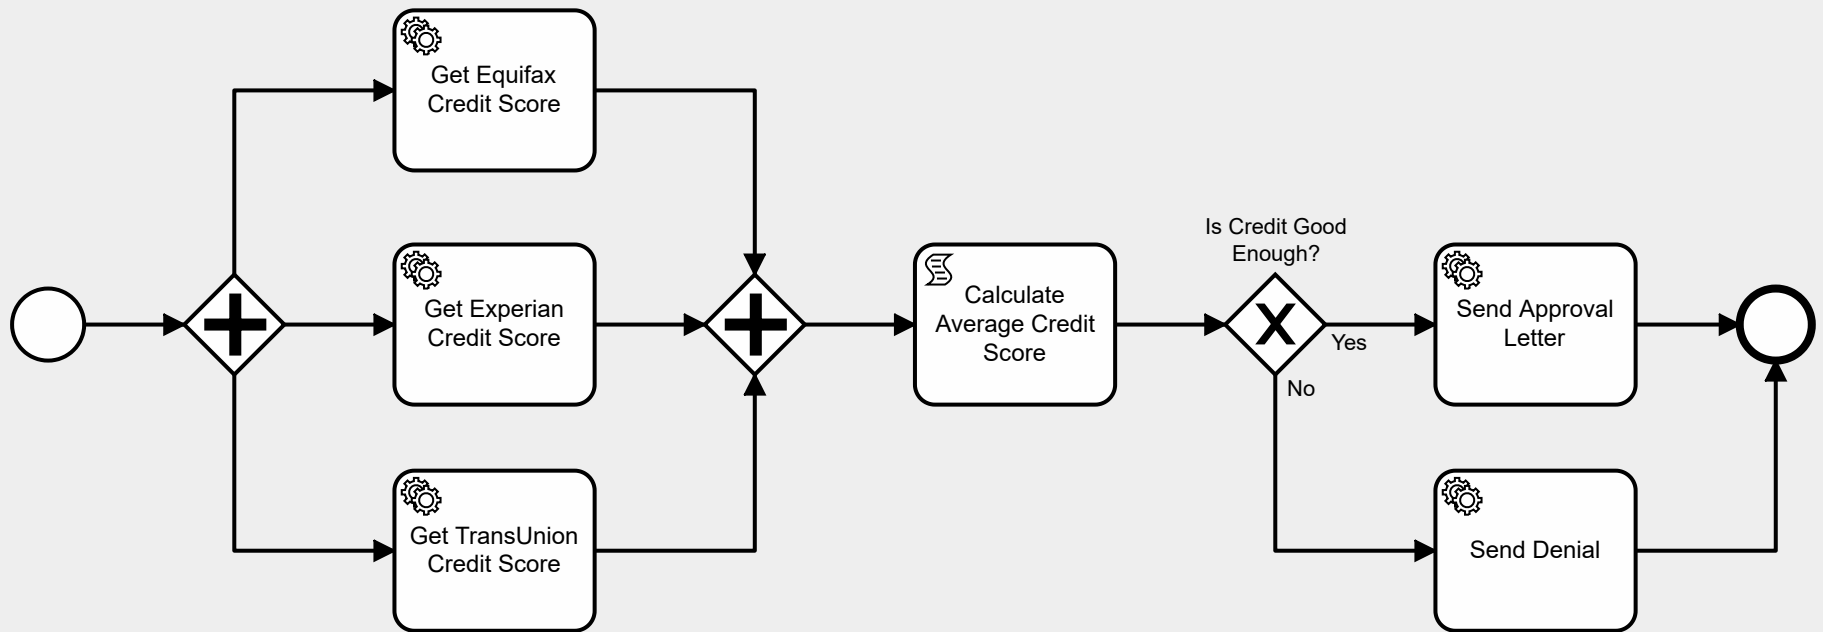 Get Equifax
Credit Score
Get Experian
Credit Score
Get TransUnion
Credit Score
Calculate
Average Credit
Score
Is Credit Good
Enough?
Yes
No
Send Approval
Letter
Send Denial